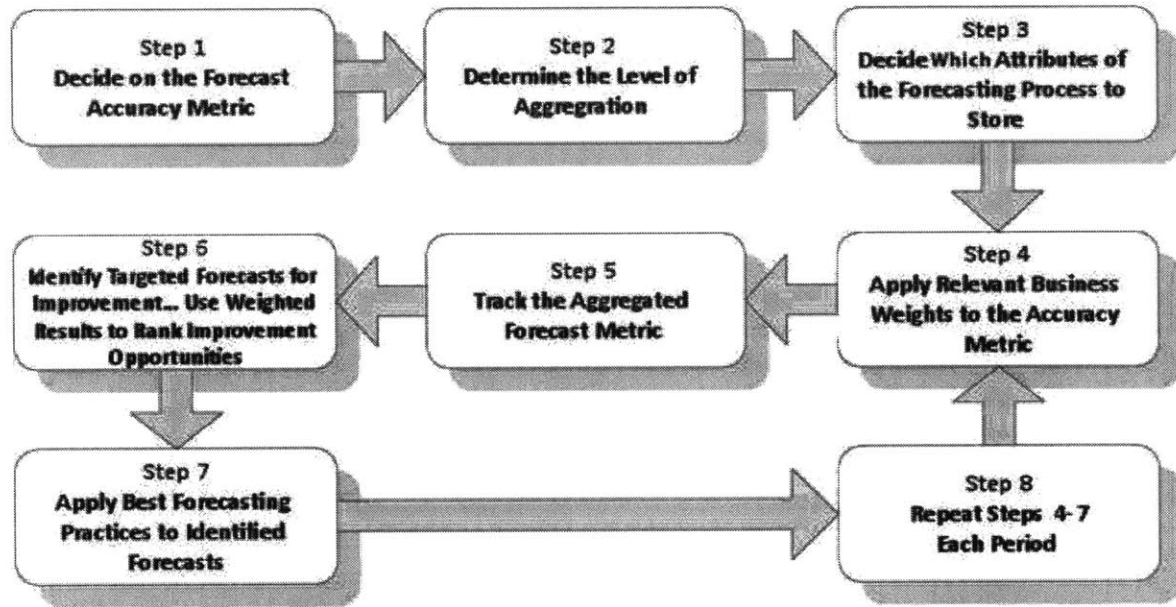 Step 1
Decide on the Forecast
Accuracy Metric
Step 2
Determine the Level of
Aggregration
Step 3
Decide Which Attributes of
the Forecasting Process to
Store
Step 4
Apply Relevant Business
Weights to the Accuracy
Metric
Step 5
Track the Aggregated
Forecast Metric
Step 6
Identify Targeted Forecasts for
Improvement... Use Weighted
Results to Rank Improvement
Opportunities
Step 7
Apply Best Forecasting
Practices to Identified
Forecasts
Step 8
Repeat Steps 4-7
Each Period